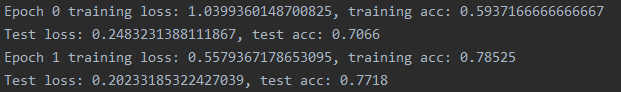 Epoch 0 training loss: 1.0399360148700825, training acc: 0.5937166666666667
Test loss: 0.2483231388111867, test acc: 0.7066
Epoch 1 training loss: 0.5579367178653095, training acc: 0.78525
Test loss: 0.20233185322427039, test acc: 0.7718